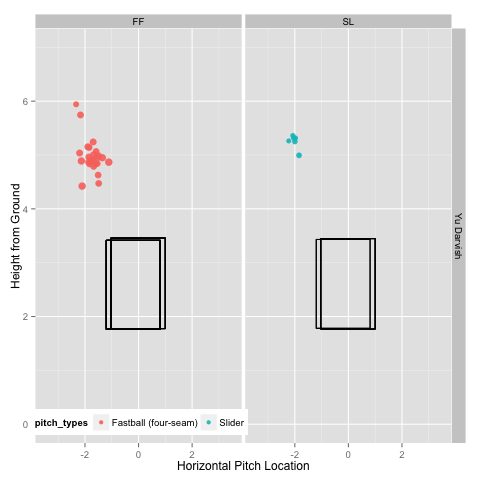 FF
SL
6
4
2
0
Height from Ground
Yu Darvish
pitch_types
Fastball (four-seam)
Slider
-2
0
2
-2
0
2
Horizontal Pitch Location